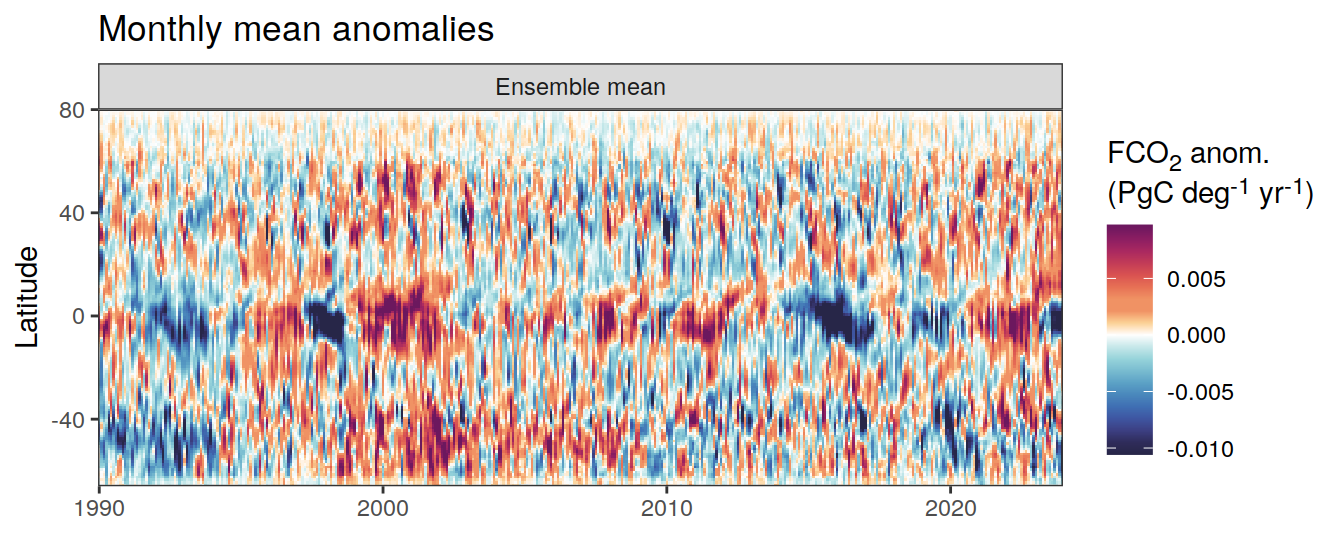 Monthly mean anomalies
Ensemble mean
80
40
0
-40
Latitude
1990 2000 2010 2020
FCO₂ anom.
(PgC deg⁻¹ yr⁻¹)
0.005
0.000
-0.005
-0.010